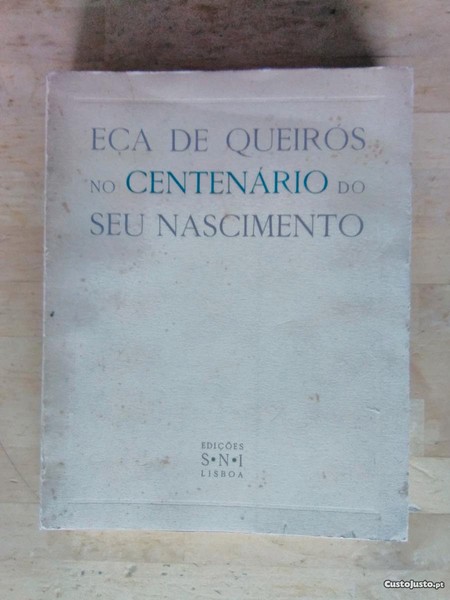 EÇA DE QUEIRÓS
NO CENTENÁRIO DO
SEU NASCIMENTO
EDIÇÕES
S*N*I
LISBOA
CustoJusto.pt